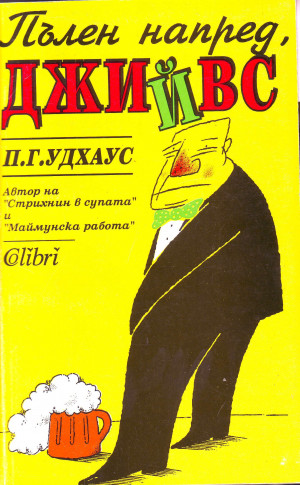 Пълен напред,
ДЖИЙВС
П.Г.УДХАУС
Автор на
"Стрихнин в супата"
и
"Маймунска работа"
Colibri